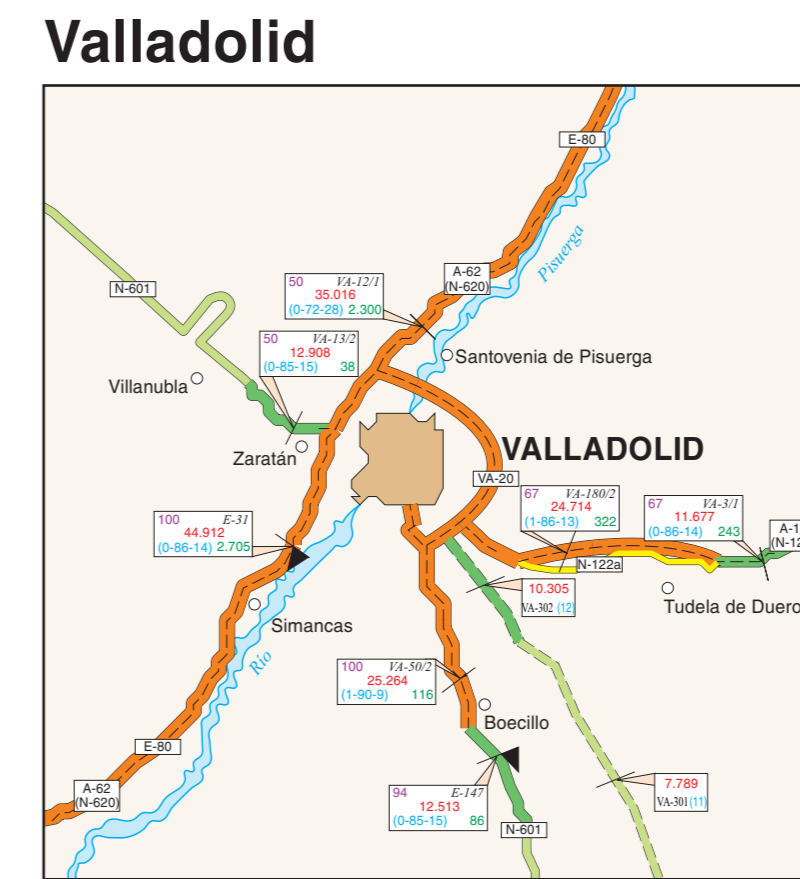 Valladolid
E-80
Pisuerga
A-62
(N-620)
N-601
50 VA-12/1
35.016
(0-72-28) 2.300
50 VA-13/2
12.908
(0-85-15) 38
Santovenia de Pisuerga
Villanubla
Zaratán
VALLADOLID
VA-20
67 VA-180/2
24.714
(1-86-13) 322
67 VA-3/1
11.677
(0-86-14) 243
100 E-31
44.912
(0-86-14) 2.705
A-1
(N-12
N-122a
10.305
VA-302 (12)
Tudela de Duero
Simancas
Río
100 VA-50/2
25.264
(1-90-9) 116
Boecillo
E-80
A-62
(N-620)
94 E-147
12.513
(0-85-15) 86
7.789
VA-301 (11)
N-601